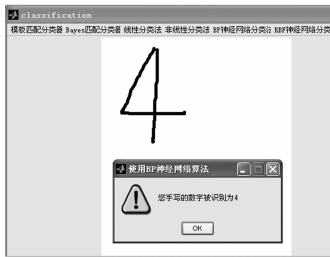 classification
模板匹配分类器 Bayes匹配分类器 线性分类法 非线性分类法 BP神经网络分类法 RBF神经网络分类
4
使用BP神经网络算法
您手写的数字被识别为4
OK